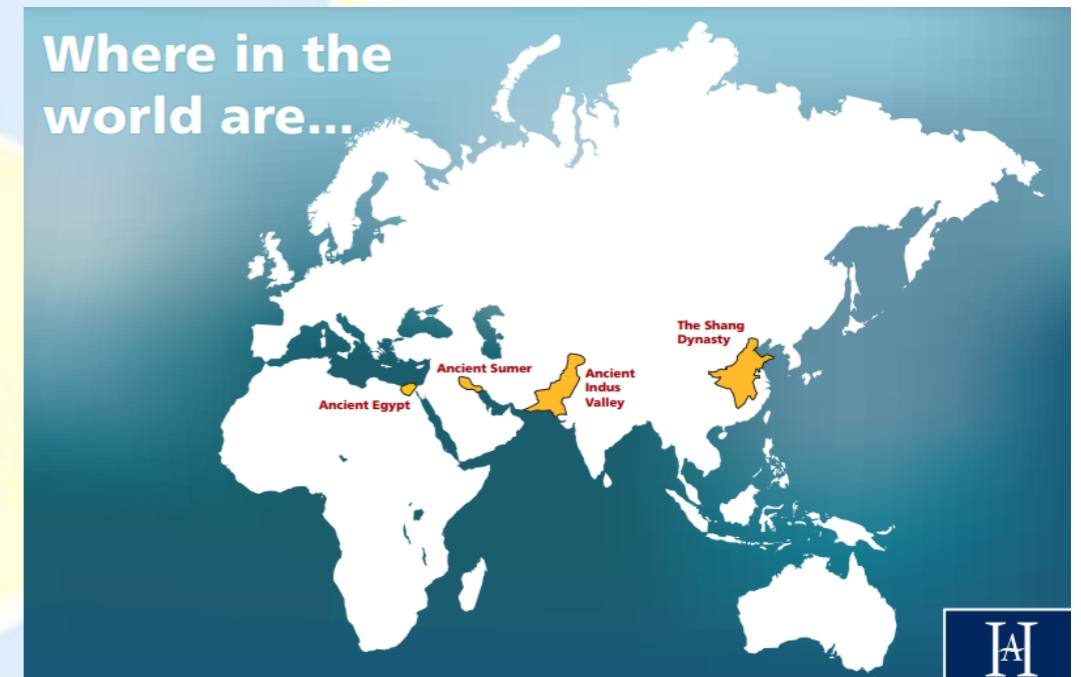 Where in the
world are...
The Shang
Dynasty
Ancient Sumer
Ancient
Indus
Valley
Ancient Egypt
HA